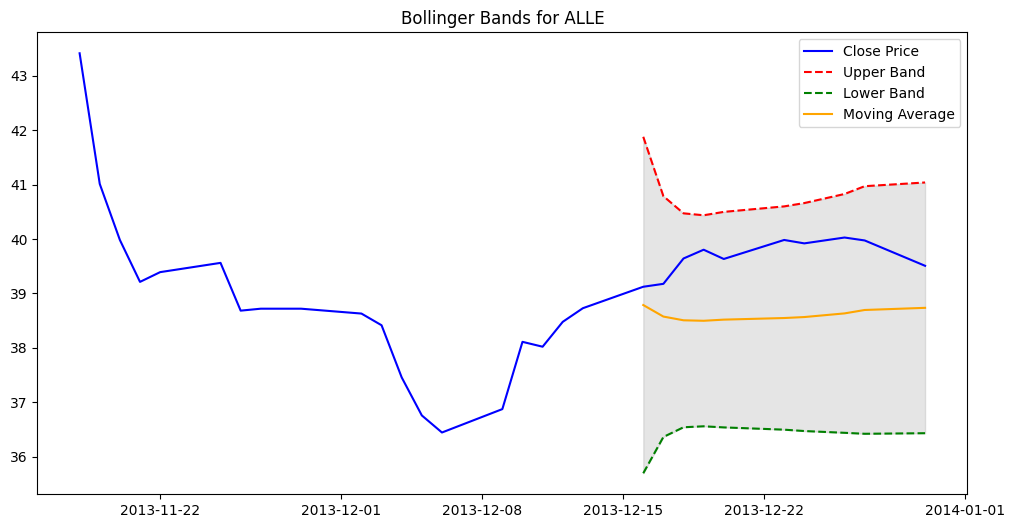 Bollinger Bands for ALLE
Close Price
Upper Band
Lower Band
Moving Average
43
42
41
40
39
38
37
36
2013-11-22
2013-12-01
2013-12-08
2013-12-15
2013-12-22
2014-01-01